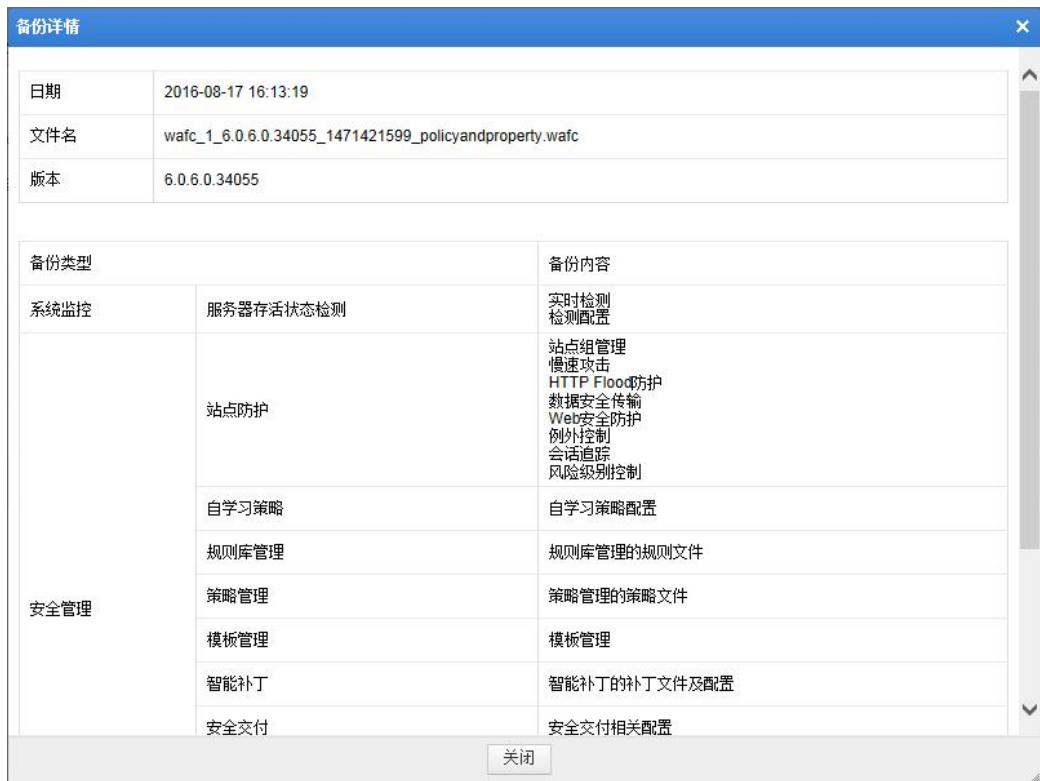 备份详情
日期 2016-08-17 16:13:19
文件名 wafc_1_6.0.6.0.34055_1471421599_policyandproperty.wafc
版本 6.0.6.0.34055
备份类型 备份内容
系统监控 服务器存活状态检测 实时检测
检测配置
站点防护 站点组管理
慢速攻击
HTTP Flood防护
数据安全传输
Web安全防护
例外控制
会话追踪
风险级别控制
自学习策略 自学习策略配置
规则库管理 规则库管理的规则文件
安全管理 策略管理 策略管理的策略文件
模板管理 模板管理
智能补丁 智能补丁的补丁文件及配置
安全交付 安全交付相关配置
关闭